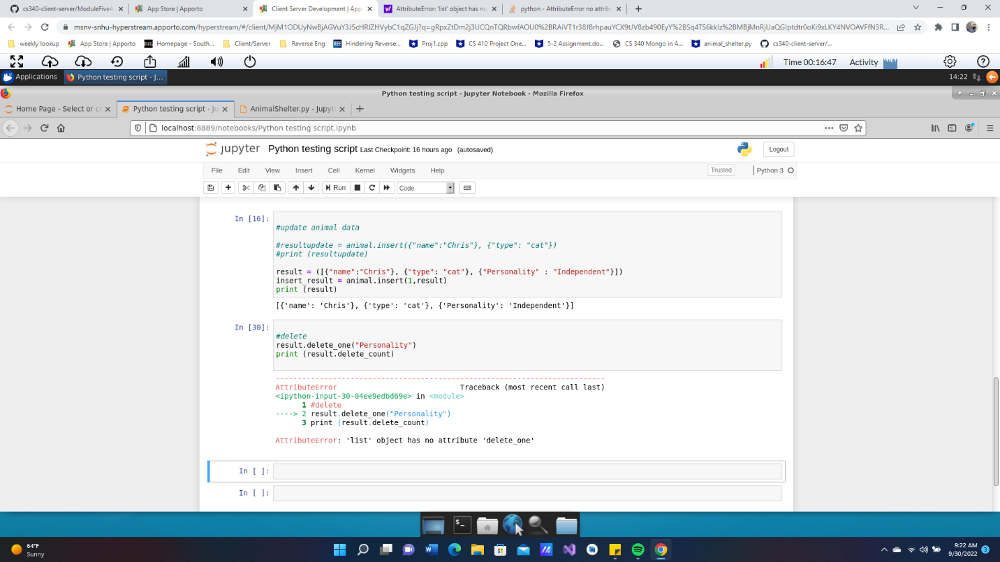 cs340-client-server/ModuleFiveA
App Store | Apporto
Client Server Development | App
AttributeError: 'list' object has no
python - AttributeError no attrib
msnv-snhu-hyperstream.apporto.com/hyperstream/#/client/
weekly lookup
App Store | Apporto
D2L
Homepage - South...
Client/Server
Reverse Eng
IEEE
Hindering Reverse...
Proj1.cpp
CS 410 Project One...
5-2 Assignment.do...
CS 340 Mongo in A...
animal_shelter.py
cs340-client-server/...
Time 00:16:47
Activity
Applications
Python testing script - J...
14:22
Python testing script - Jupyter Notebook - Mozilla Firefox
Home Page - Select or c
Python testing script - Ju
AnimalShelter.py - Jupyt
localhost:8889/notebooks/Python testing script.ipynb
jupyter Python testing script Last Checkpoint: 16 hours ago (autosaved)
Logout
File Edit View Insert Cell Kernel Widgets Help
Trusted
Python 3
Run
Code
In [16]:
#update animal data
#resultupdate = animal.insert({"name":"Chris"}, {"type": "cat"})
#print (resultupdate)
result = ([{"name":"Chris"}, {"type": "cat"}, {"Personality" : "Independent"}])
insert_result = animal.insert(1,result)
print (result)
[{'name': 'Chris'}, {'type': 'cat'}, {'Personality': 'Independent'}]
In [30]:
#delete
result.delete_one("Personality")
print (result.delete_count)
---------------------------------------------------------------------------
AttributeError Traceback (most recent call last)
<ipython-input-30-04ee9edbd69e> in <module>
1 #delete
----> 2 result.delete_one("Personality")
3 print (result.delete_count)
AttributeError: 'list' object has no attribute 'delete_one'
In [ ]:
In [ ]:
64°F
Sunny
9:22 AM
9/30/2022
3